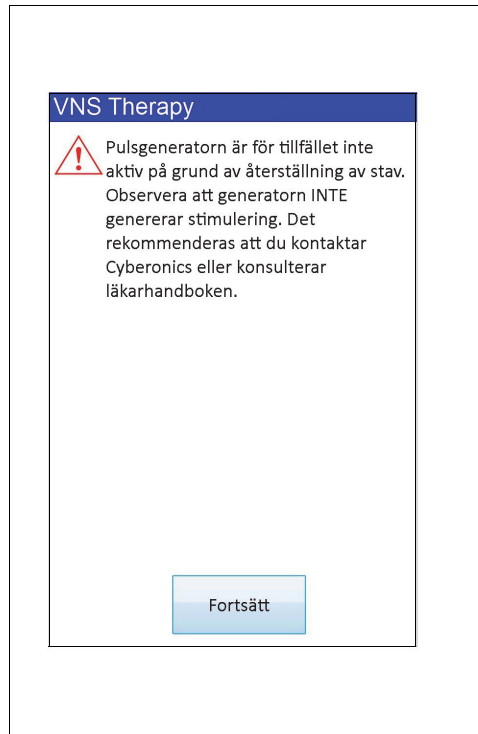 VNS Therapy
Pulsgeneratorn är för tillfället inte
aktiv på grund av återställning av stav.
Observera att generatorn INTE
genererar stimulering. Det
rekommenderas att du kontaktar
Cyberonics eller konsulterar
läkarhandboken.
Fortsätt